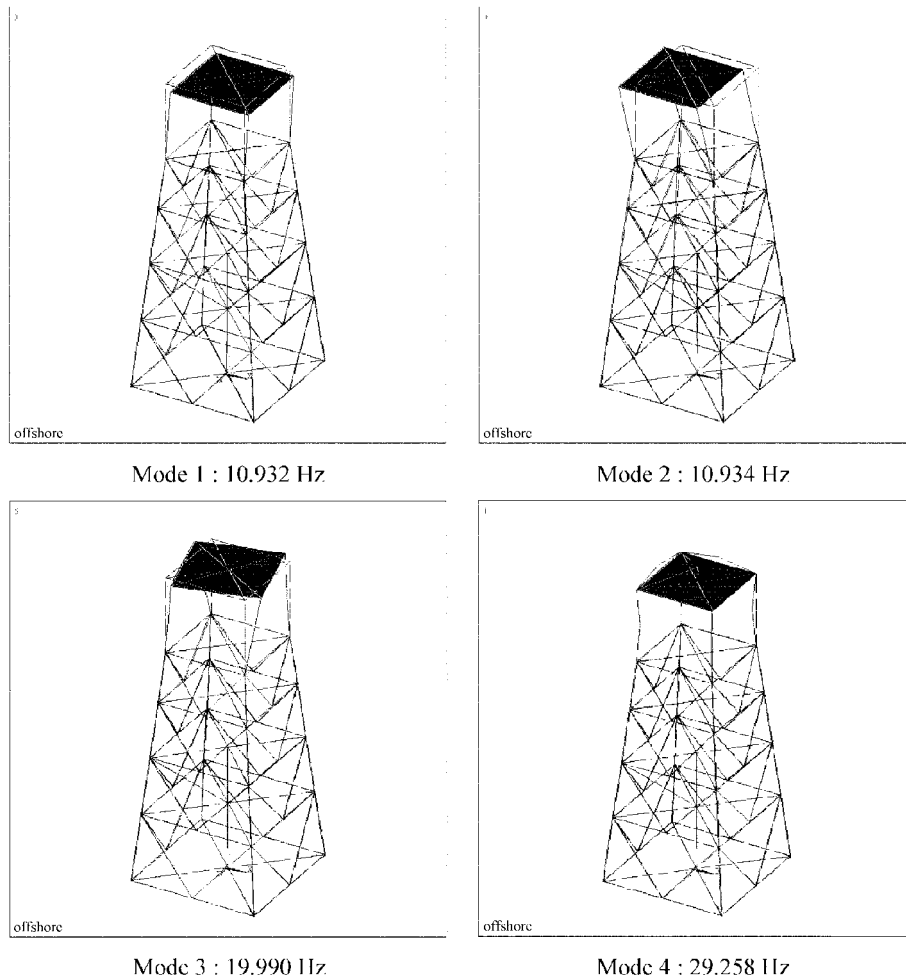 offshore
offshore
Mode 1 : 10.932 Hz
Mode 2 : 10.934 Hz
offshore
offshore
Mode 3 : 19.990 Hz
Mode 4 : 29.258 Hz